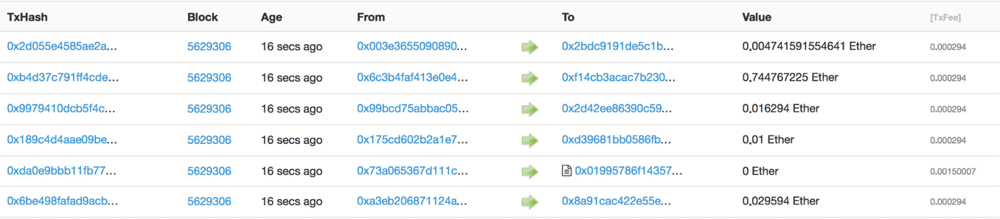 TxHash Block Age From To Value [TxFee]
0x2d055e4585ae2a... 5629306 16 secs ago 0x003e3655090890... 0x2bdc9191de5c1b... 0.004741591554641 Ether 0.000294
0xb4d37c791ff4cde... 5629306 16 secs ago 0x6c3b4faf413e0e4... 0xf14cb3acac7b230... 0.744767225 Ether 0.000294
0x9979410dcb5f4c... 5629306 16 secs ago 0x99bcd75abbac05... 0x2d42ee86390c59... 0.016294 Ether 0.000294
0x189c4d4aae09be... 5629306 16 secs ago 0x175cd602b2a1e7... 0xd39681bb0586fb... 0.01 Ether 0.000294
0xda0e9bbb11fb77... 5629306 16 secs ago 0x73a065367d111c... 0x01995786f14357... 0 Ether 0.00150007
0x6be498fafad9acb... 5629306 16 secs ago 0xa3eb206871124a... 0x8a91cac422e55e... 0.029594 Ether 0.000294